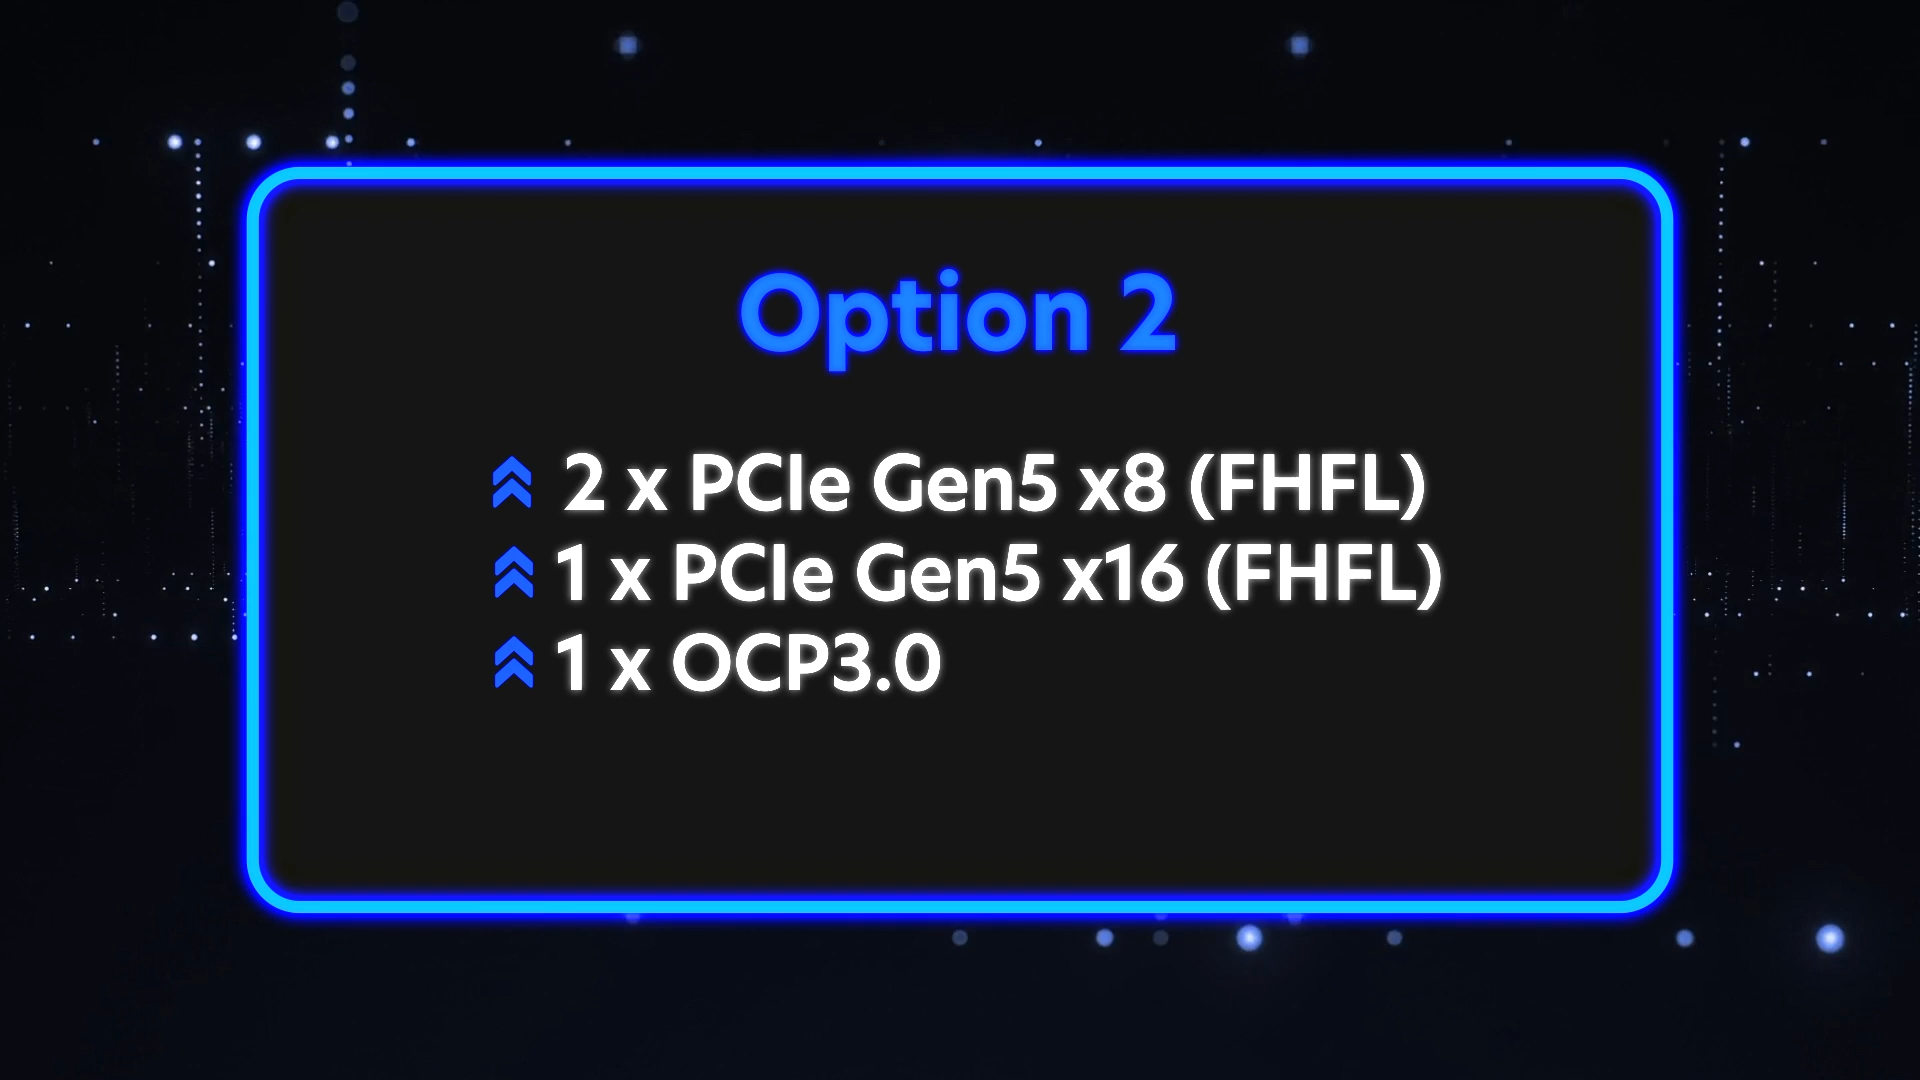 Option 2
2 x PCIe Gen5 x8 (FHFL)
1 x PCIe Gen5 x16 (FHFL)
1 x OCP3.0